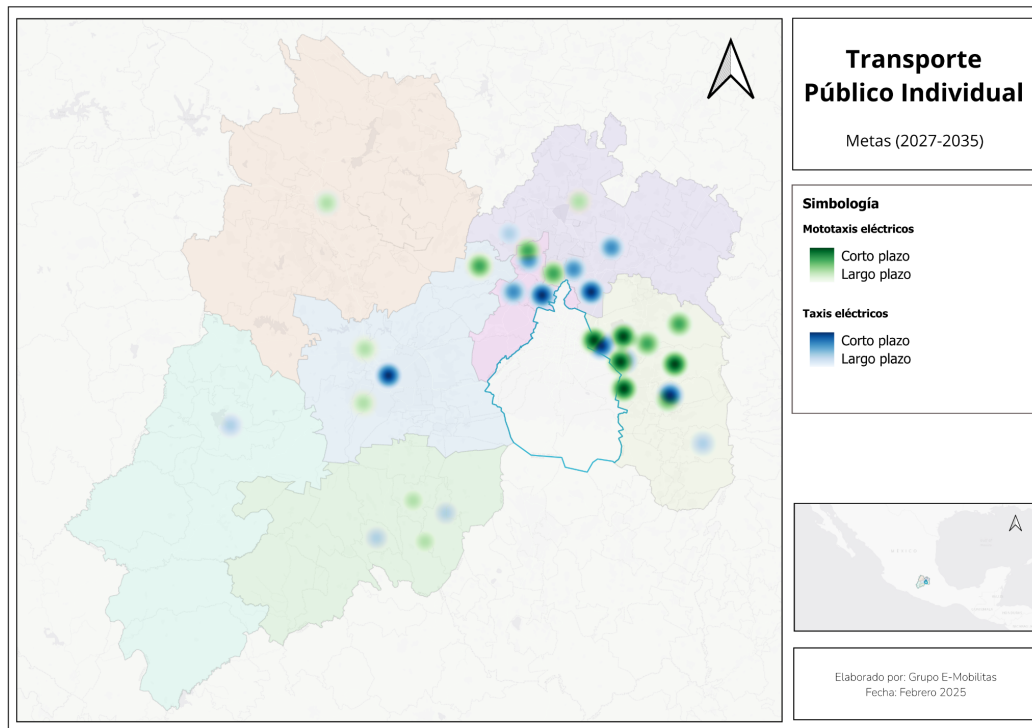 Transporte
Público Individual
Metas (2027-2035)
Simbología
Mototaxis eléctricos
Corto plazo
Largo plazo
Taxis eléctricos
Corto plazo
Largo plazo
Elaborado por: Grupo E-Mobilitas
Fecha: Febrero 2025